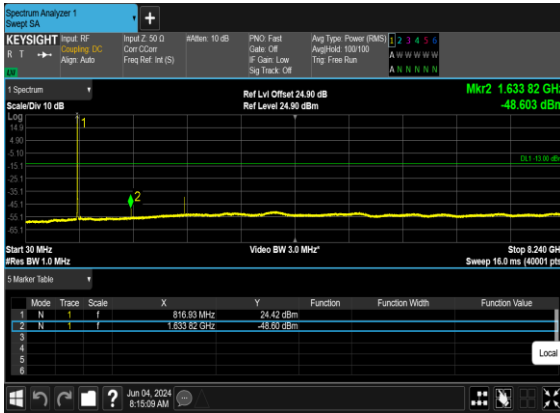 Spectrum Analyzer 1
Swept SA
KEYSIGHT Input: RF Input Z: 50 Ω #Atten: 10 dB PNO: Fast Avg Type: Power (RMS) 1 2 3 4 5 6
R T Coupling: DC Corr CCorr Gate: Off Avg|Hold: 100/100 A W W W W W
Align: Auto Freq Ref: Int (S) IF Gain: Low Trig: Free Run
Sig Track: Off A N N N N N
1 Spectrum Ref Lvl Offset 24.90 dB Mkr2 1.633 82 GHz
Scale/Div 10 dB Ref Level 24.90 dBm -48.603 dBm
Log
14.9
4.90
-5.10
-15.1
-25.1
-35.1
-45.1
-55.1
-65.1
1
2
DL1 -13.00 dBm
Start 30 MHz Video BW 3.0 MHz* Stop 8.240 GHz
#Res BW 1.0 MHz Sweep 16.0 ms (40001 pts)
5 Marker Table
Mode Trace Scale X Y Function Function Width Function Value
1 N 1 f 816.93 MHz 24.42 dBm
2 N 1 f 1.633 82 GHz -48.60 dBm
3
4
5
6
Local
Jun 04, 2024
8:15:09 AM